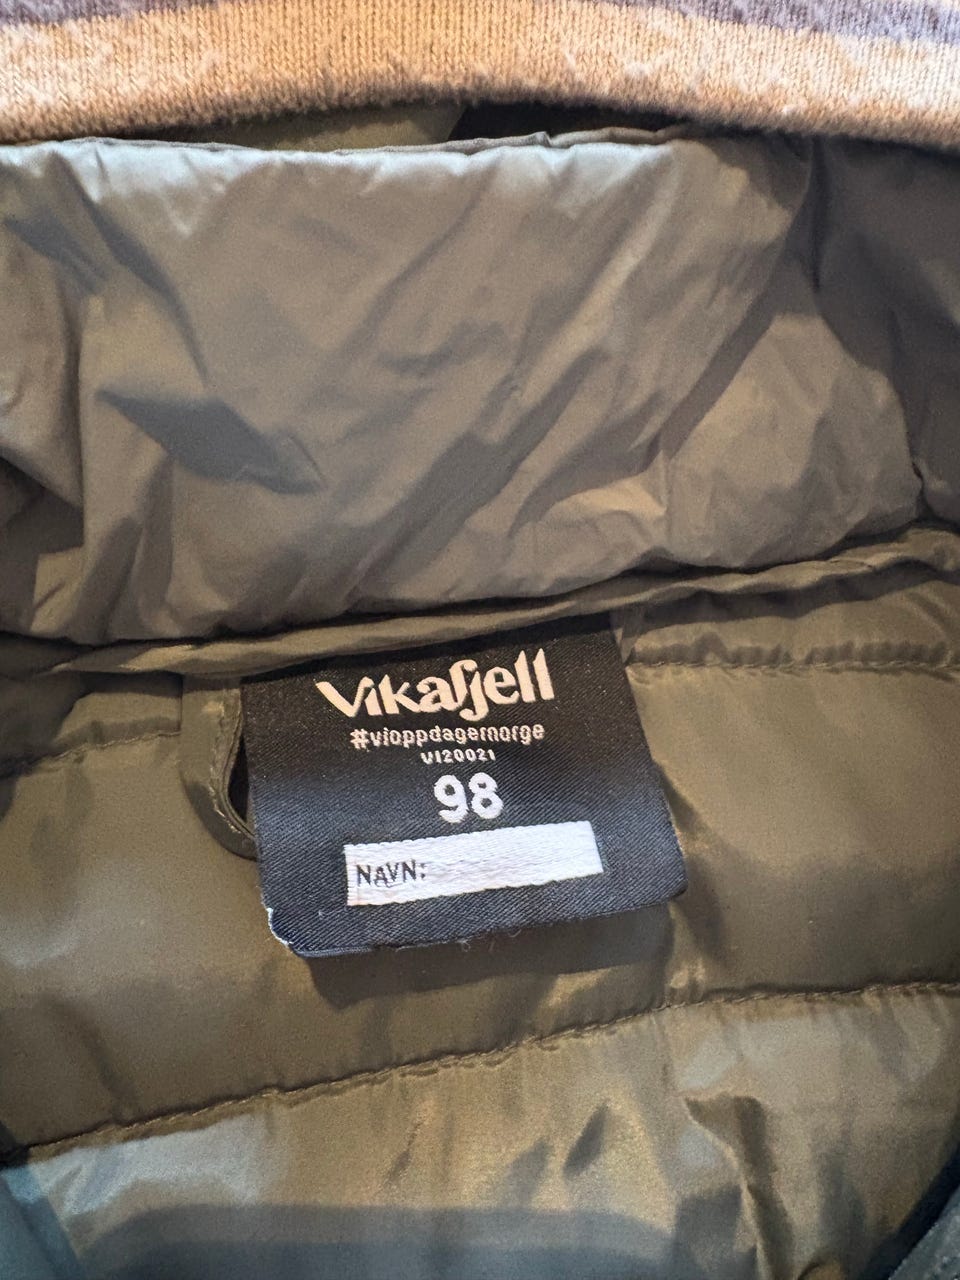 Vikafjell
#vioppdagernorge
VI20021
98
NAVN: